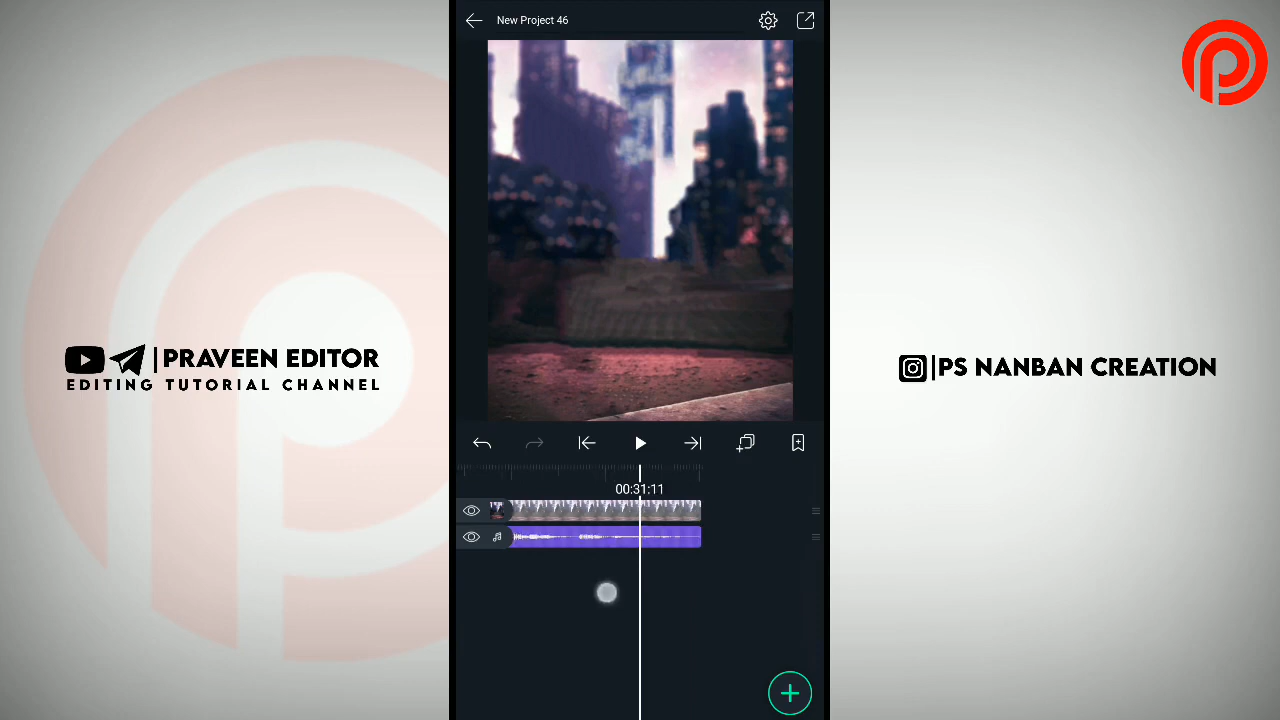 New Project 46
PRAVEEN EDITOR
EDITING TUTORIAL CHANNEL
PS NANBAN CREATION
00:31:11